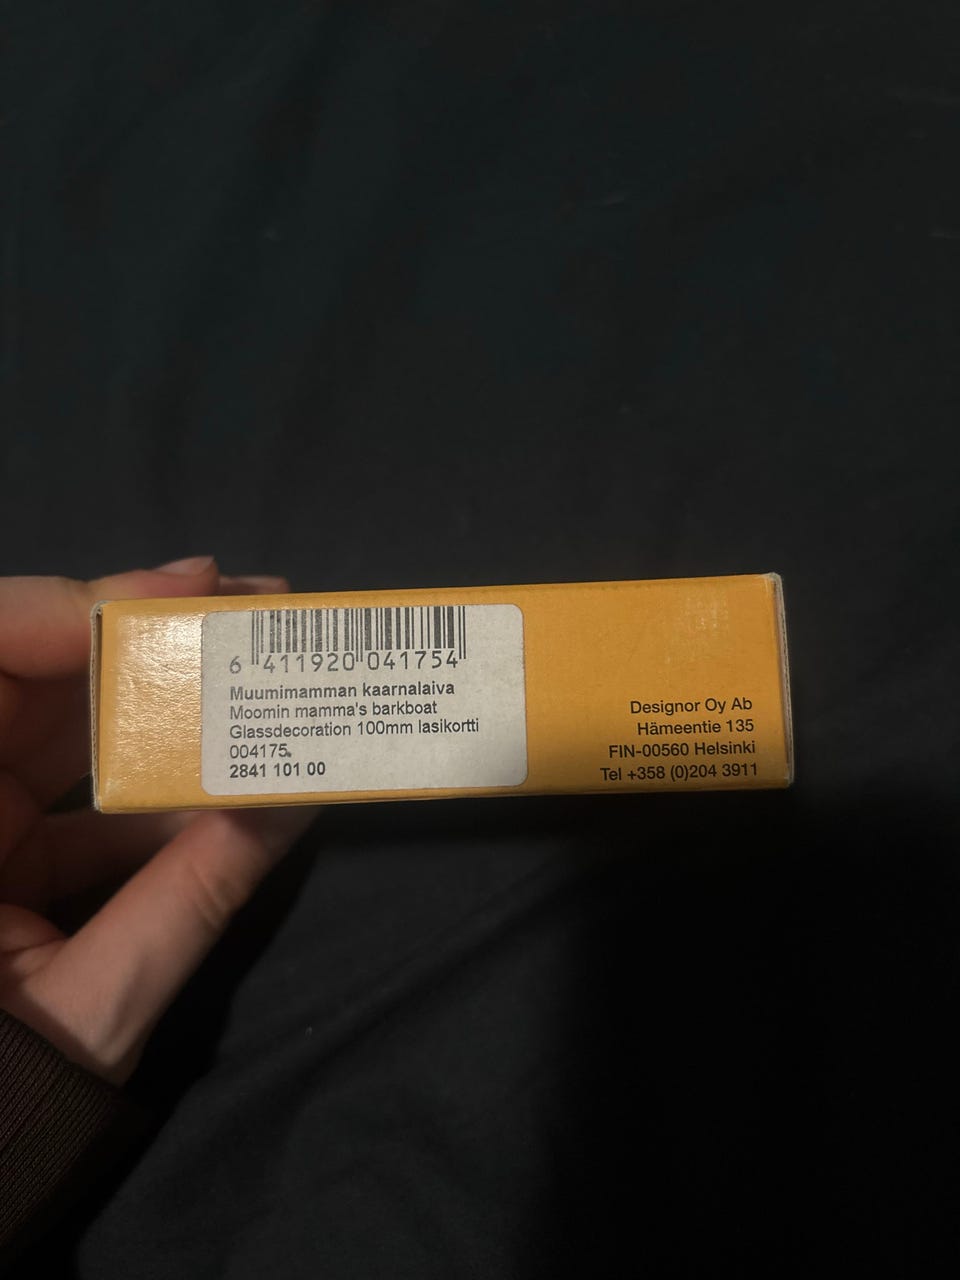 6 411920 041754
Muumimamman kaarnalaiva
Moomin mamma's barkboat
Glassdecoration 100mm lasikortti
004175.
2841 101 00
Designor Oy Ab
Hämeentie 135
FIN-00560 Helsinki
Tel +358 (0)204 3911